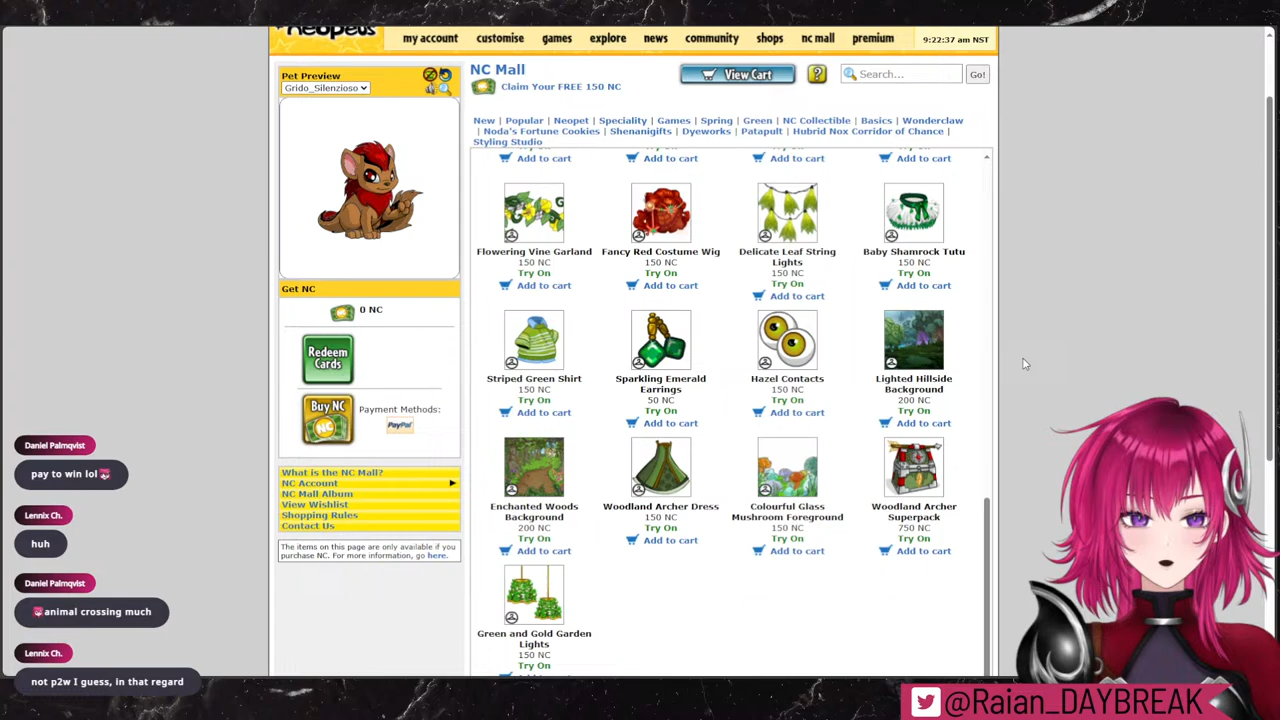 neopets
my account customise games explore news community shops nc mall premium 9:22:37 am NST
Pet Preview
Grido_Silenzioso
NC Mall
Claim Your FREE 150 NC
View Cart
?
Search...
Go!
New | Popular | Neopet | Speciality | Games | Spring | Green | NC Collectible | Basics | Wonderclaw
| Noda's Fortune Cookies | Shenanigifts | Dyeworks | Patapult | Hubrid Nox Corridor of Chance |
Styling Studio
Add to cart Add to cart Add to cart Add to cart
Flowering Vine Garland
150 NC
Try On
Add to cart
Fancy Red Costume Wig
150 NC
Try On
Add to cart
Delicate Leaf String
Lights
150 NC
Try On
Add to cart
Baby Shamrock Tutu
150 NC
Try On
Add to cart
Striped Green Shirt
150 NC
Try On
Add to cart
Sparkling Emerald
Earrings
50 NC
Try On
Add to cart
Hazel Contacts
150 NC
Try On
Add to cart
Lighted Hillside
Background
200 NC
Try On
Add to cart
Enchanted Woods
Background
200 NC
Try On
Add to cart
Woodland Archer Dress
150 NC
Try On
Add to cart
Colourful Glass
Mushroom Foreground
150 NC
Try On
Add to cart
Woodland Archer
Superpack
750 NC
Try On
Add to cart
Green and Gold Garden
Lights
150 NC
Try On
Get NC
0 NC
Redeem
Cards
Buy NC
NC
Payment Methods:
PayPal
What is the NC Mall?
NC Account
NC Mall Album
View Wishlist
Shopping Rules
Contact Us
The items on this page are only available if you
purchase NC. For more information, go here.
Daniel Palmqvist
pay to win lol
Lennix Ch.
huh
Daniel Palmqvist
animal crossing much
Lennix Ch.
not p2w I guess, in that regard
@Raian_DAYBREAK